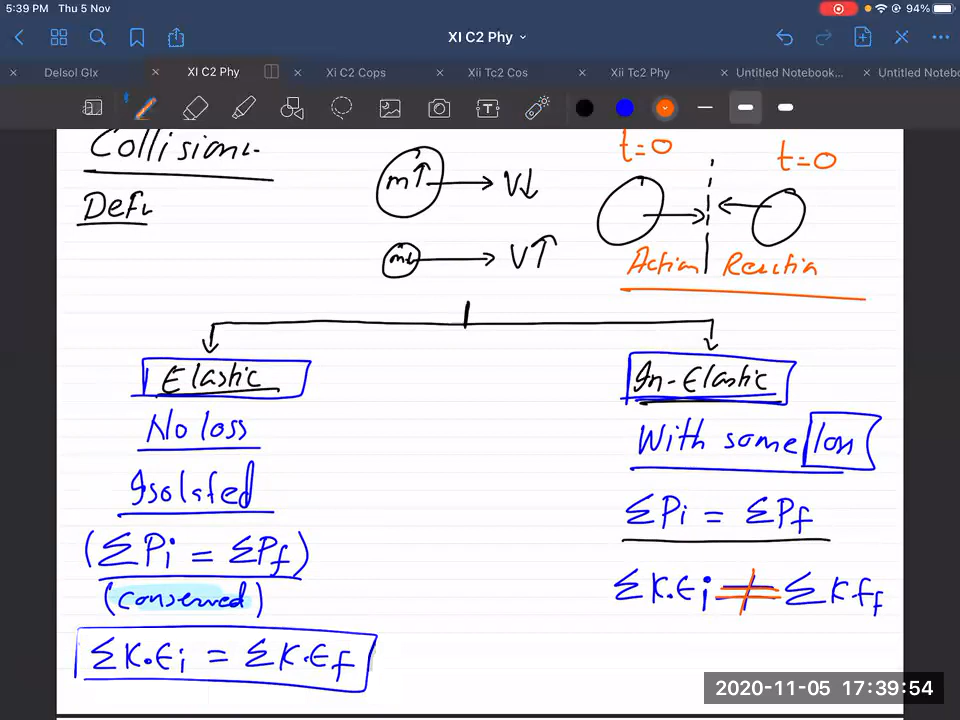 5:39 PM Thu 5 Nov
94%
XI C2 Phy
Delsol Glx
XI C2 Phy
Xi C2 Cops
Xii Tc2 Cos
Xii Tc2 Phy
Untitled Notebook...
Untitled Notebo
Collision:-
Defn
m↑ → V↓
m↓ → V↑
t=0
t=0
Action | Reaction
Elastic
No loss
Isolated
(ΣPi = ΣPf)
(conserved)
ΣK.Ei = ΣK.Ef
In-Elastic
With some loss
ΣPi = ΣPf
ΣK.Ei ≠ ΣK.Ef
2020-11-05 17:39:54